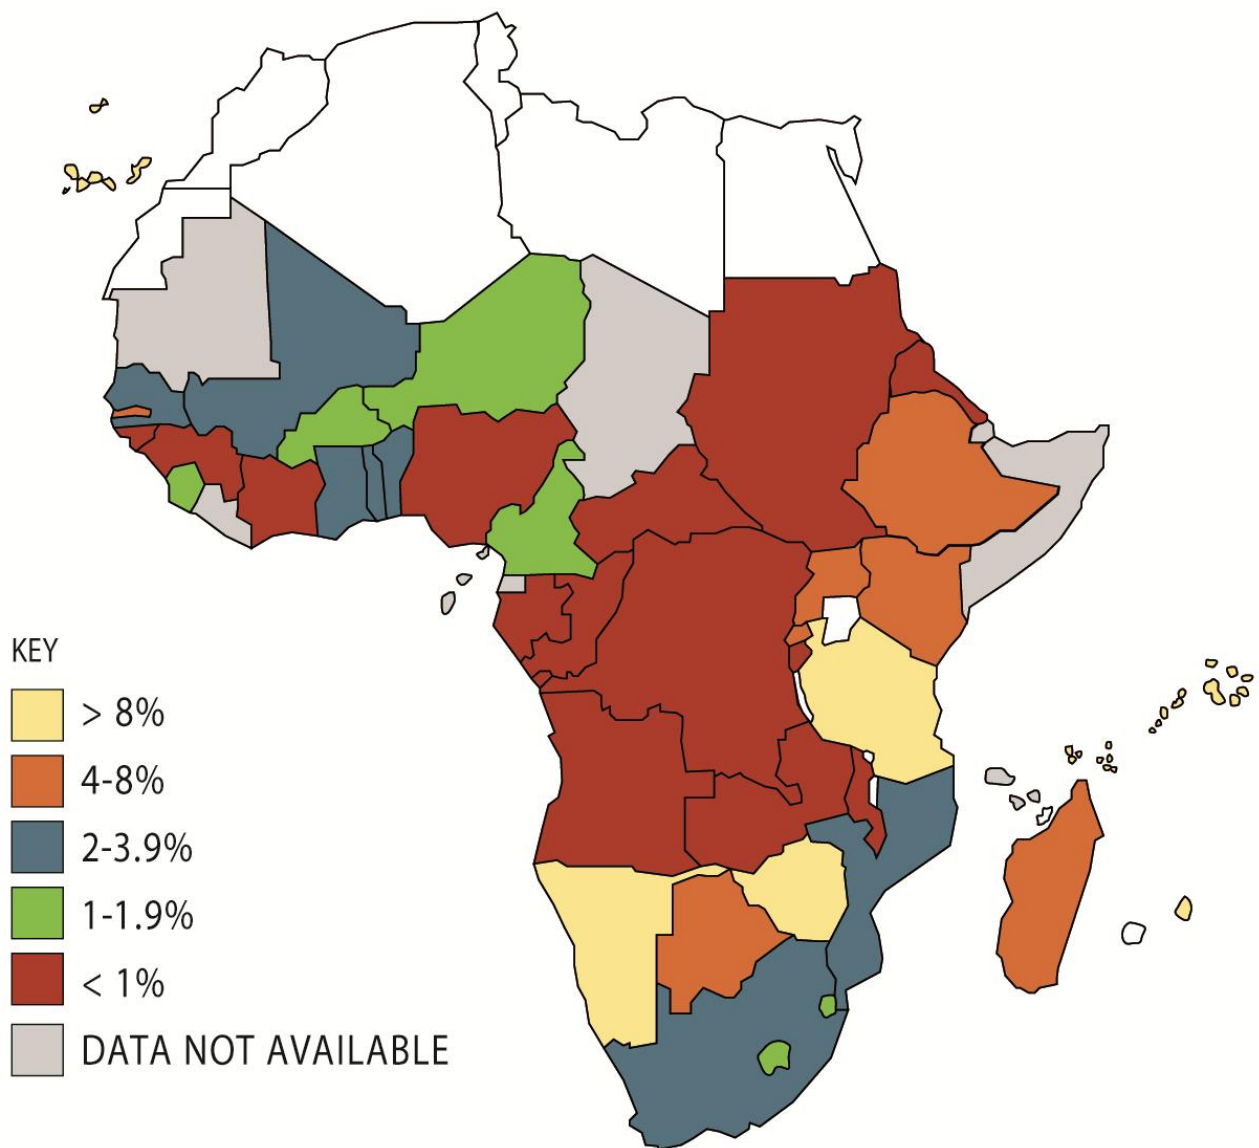 KEY
> 8%
4-8%
2-3.9%
1-1.9%
< 1%
DATA NOT AVAILABLE